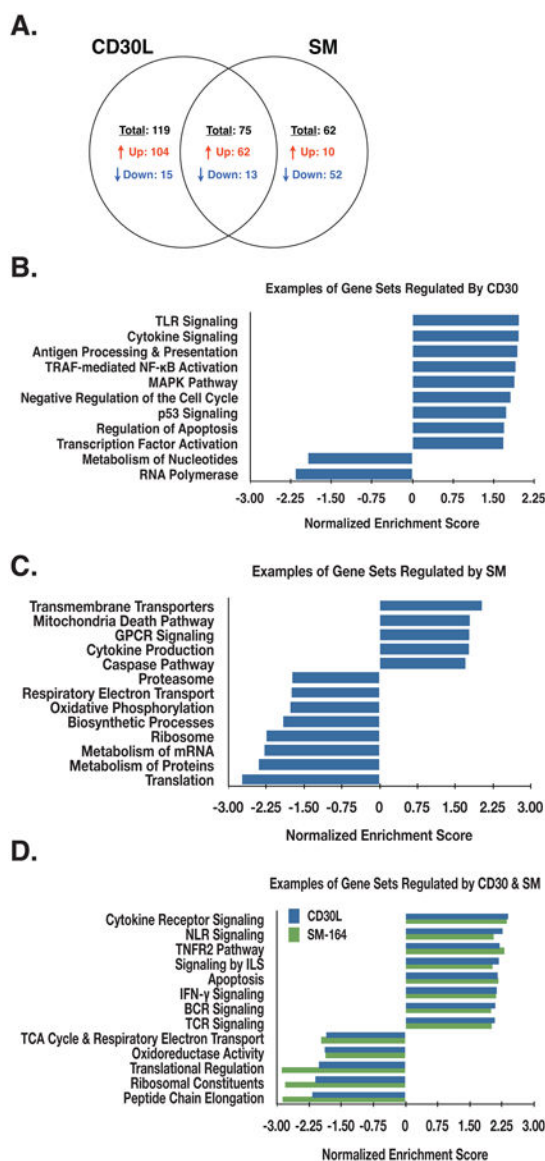 A.
CD30L SM
Total: 119 Total: 75 Total: 62
↑ Up: 104 ↑ Up: 62 ↑ Up: 10
↓ Down: 15 ↓ Down: 13 ↓ Down: 52
B.
Examples of Gene Sets Regulated By CD30
TLR Signaling
Cytokine Signaling
Antigen Processing & Presentation
TRAF-mediated NF-κB Activation
MAPK Pathway
Negative Regulation of the Cell Cycle
p53 Signaling
Regulation of Apoptosis
Transcription Factor Activation
Metabolism of Nucleotides
RNA Polymerase
-3.00 -2.25 -1.50 -0.75 0 0.75 1.50 2.25
Normalized Enrichment Score
C.
Examples of Gene Sets Regulated by SM
Transmembrane Transporters
Mitochondria Death Pathway
GPCR Signaling
Cytokine Production
Caspase Pathway
Proteasome
Respiratory Electron Transport
Oxidative Phosphorylation
Biosynthetic Processes
Ribosome
Metabolism of mRNA
Metabolism of Proteins
Translation
-3.00 -2.25 -1.50 -0.75 0 0.75 1.50 2.25 3.00
Normalized Enrichment Score
D.
Examples of Gene Sets Regulated by CD30 & SM
CD30L
SM-164
Cytokine Receptor Signaling
NLR Signaling
TNFR2 Pathway
Signaling by ILS
Apoptosis
IFN-γ Signaling
BCR Signaling
TCR Signaling
TCA Cycle & Respiratory Electron Transport
Oxidoreductase Activity
Translational Regulation
Ribosomal Constituents
Peptide Chain Elongation
-3.00 -2.25 -1.50 -0.75 0 0.75 1.50 2.25 3.00
Normalized Enrichment Score